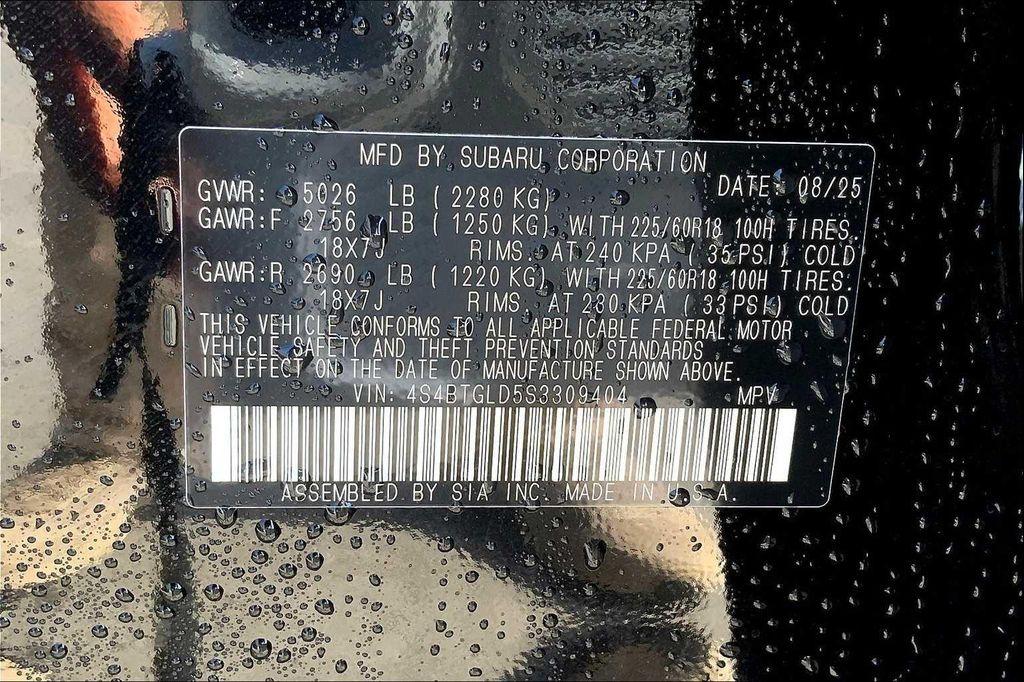 MFD BY SUBARU CORPORATION
DATE: 08/25
GVWR: 5026 LB (2280 KG)
GAWR:F 2756 LB (1250 KG) WITH 225/60R18 100H TIRES.
18X7J RIMS. AT 240 KPA (35 PSI) COLD
GAWR:R 2690 LB (1220 KG) WITH 225/60R18 100H TIRES.
18X7J RIMS. AT 230 KPA (33 PSI) COLD
THIS VEHICLE CONFORMS TO ALL APPLICABLE FEDERAL MOTOR
VEHICLE SAFETY AND THEFT PREVENTION STANDARDS
IN EFFECT ON THE DATE OF MANUFACTURE SHOWN ABOVE.
VIN: 4S4BTGLD5S3309404 MPV
ASSEMBLED BY SIA INC. MADE IN U.S.A.